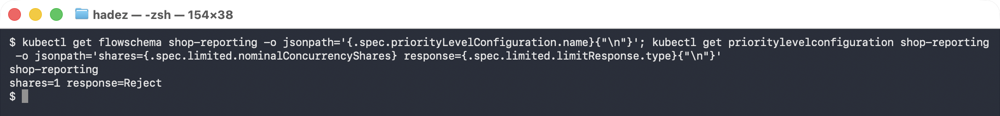 hadez — -zsh — 154×38
$ kubectl get flowschema shop-reporting -o jsonpath='{.spec.priorityLevelConfiguration.name}{"\n"}'; kubectl get prioritylevelconfiguration shop-reporting
 -o jsonpath='shares={.spec.limited.nominalConcurrencyShares} response={.spec.limited.limitResponse.type}{"\n"}'
shop-reporting
shares=1 response=Reject
$